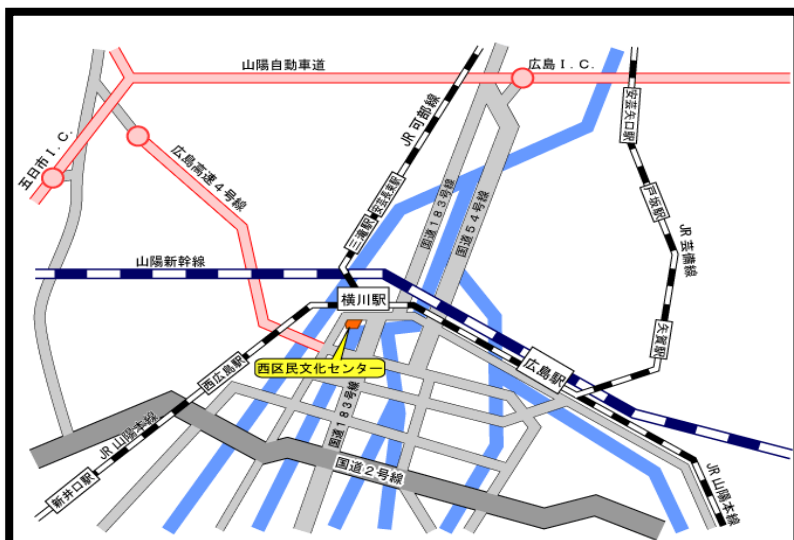 山陽自動車道
広島Ｉ.Ｃ.
五日市Ｉ.Ｃ.
広島高速４号線
JR可部線
安芸長束駅
三滝駅
国道１８３号線
国道５４号線
安芸矢口駅
戸坂駅
JR芸備線
矢賀駅
山陽新幹線
横川駅
西区民文化センター
西広島駅
広島駅
国道１８３号線
JR山陽本線
新井口駅
国道２号線
JR山陽本線